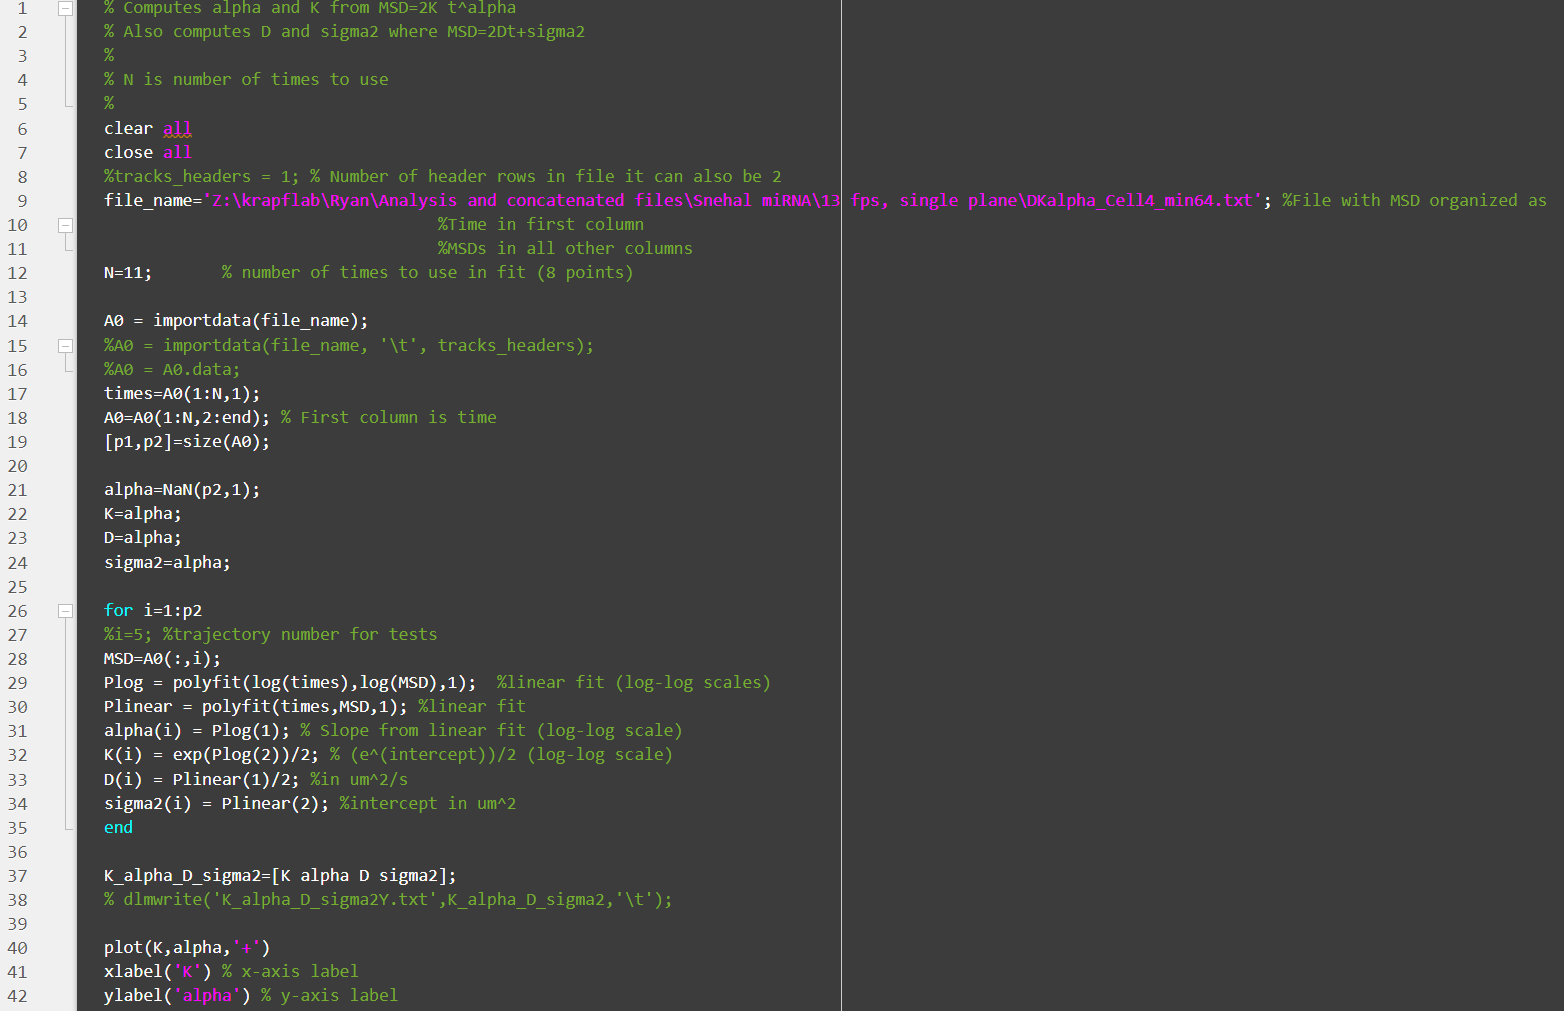 1 % Computes alpha and K from MSD=2K t^alpha
2 % Also computes D and sigma2 where MSD=2Dt+sigma2
3 %
4 % N is number of times to use
5 %
6 clear all
7 close all
8 %tracks_headers = 1; % Number of header rows in file it can also be 2
9 file_name='Z:\krapflab\Ryan\Analysis and concatenated files\Snehal miRNA\13 fps, single plane\DKalpha_Cell4_min64.txt'; %File with MSD organized as
10 %Time in first column
11 %MSDs in all other columns
12 N=11; % number of times to use in fit (8 points)
13
14 A0 = importdata(file_name);
15 %A0 = importdata(file_name, '\t', tracks_headers);
16 %A0 = A0.data;
17 times=A0(1:N,1);
18 A0=A0(1:N,2:end); % First column is time
19 [p1,p2]=size(A0);
20
21 alpha=NaN(p2,1);
22 K=alpha;
23 D=alpha;
24 sigma2=alpha;
25
26 for i=1:p2
27 %i=5; %trajectory number for tests
28 MSD=A0(:,i);
29 Plog = polyfit(log(times),log(MSD),1); %linear fit (log-log scales)
30 Plinear = polyfit(times,MSD,1); %linear fit
31 alpha(i) = Plog(1); % Slope from linear fit (log-log scale)
32 K(i) = exp(Plog(2))/2; % (e^(intercept))/2 (log-log scale)
33 D(i) = Plinear(1)/2; %in um^2/s
34 sigma2(i) = Plinear(2); %intercept in um^2
35 end
36
37 K_alpha_D_sigma2=[K alpha D sigma2];
38 % dlmwrite('K_alpha_D_sigma2Y.txt',K_alpha_D_sigma2,'\t');
39
40 plot(K,alpha,'+')
41 xlabel('K') % x-axis label
42 ylabel('alpha') % y-axis label